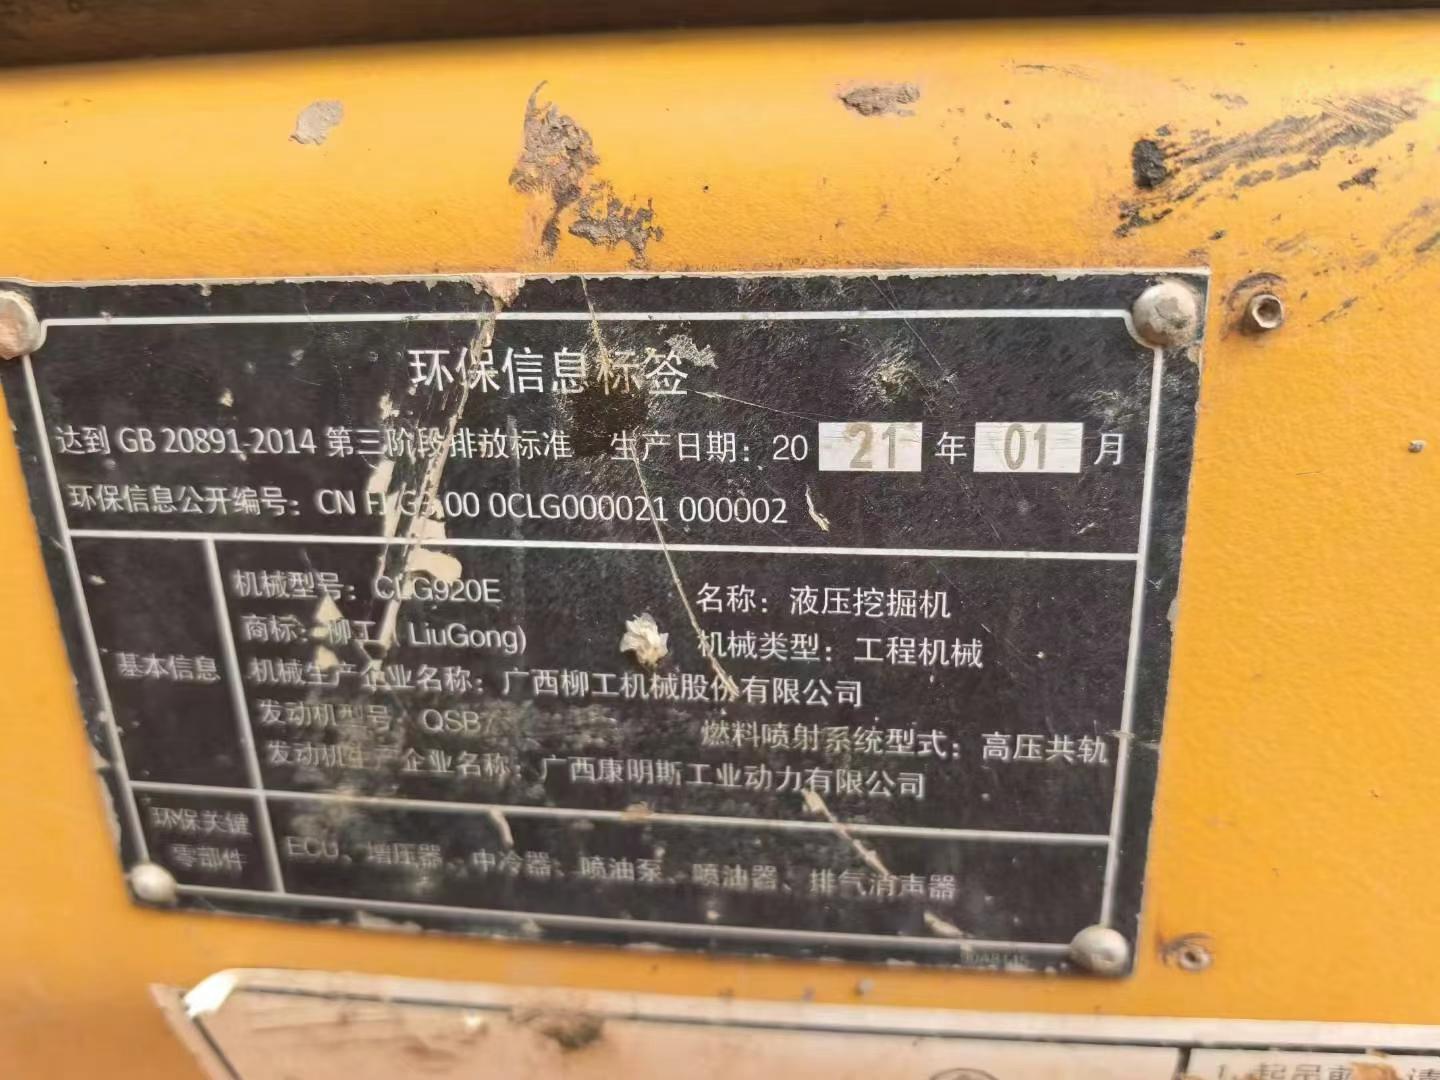 环保信息标签
达到 GB 20891-2014 第三阶段排放标准 生产日期：20 21 年 01 月
环保信息公开编号：CN 00 0CLG000021 000002
机械型号：CLG920E 名称：液压挖掘机
商标：柳工（LiuGong) 机械类型：工程机械
基本信息
机械生产企业名称：广西柳工机械股份有限公司
发动机型号：QSB7 燃料喷射系统型式：高压共轨
发动机生产企业名称：广西康明斯工业动力有限公司
环保关键
零部件
ECU、增压器、中冷器、喷油泵、喷油器、排气消声器